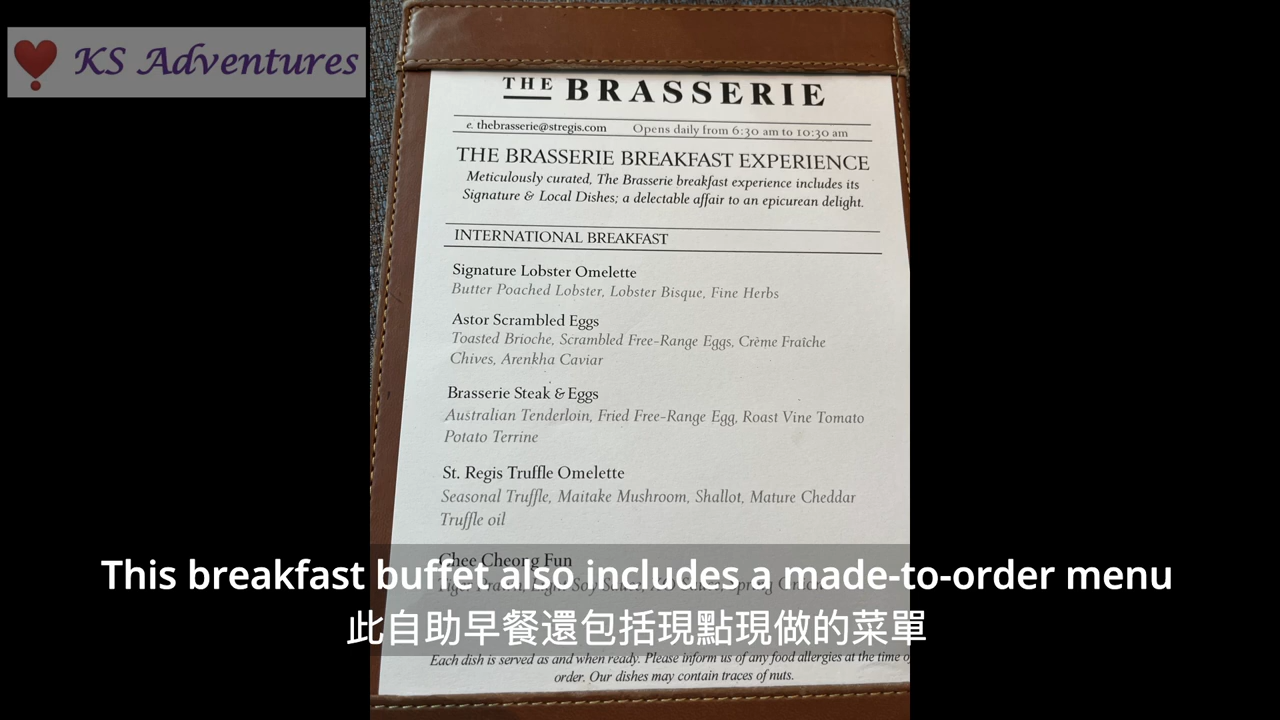 KS Adventures
THE BRASSERIE
e. thebrasserie@stregis.com Opens daily from 6:30 am to 10:30 am
THE BRASSERIE BREAKFAST EXPERIENCE
Meticulously curated, The Brasserie breakfast experience includes its
Signature & Local Dishes; a delectable affair to an epicurean delight.
INTERNATIONAL BREAKFAST
Signature Lobster Omelette
Butter Poached Lobster, Lobster Bisque, Fine Herbs
Astor Scrambled Eggs
Toasted Brioche, Scrambled Free-Range Eggs, Crème Fraîche
Chives, Arenkha Caviar
Brasserie Steak & Eggs
Australian Tenderloin, Fried Free-Range Egg, Roast Vine Tomato
Potato Terrine
St. Regis Truffle Omelette
Seasonal Truffle, Maitake Mushroom, Shallot, Mature Cheddar
Truffle oil
Chee Cheong Fun
This breakfast buffet also includes a made-to-order menu
此自助早餐還包括現點現做的菜單
Each dish is served as and when ready. Please inform us of any food allergies at the time
order. Our dishes may contain traces of nuts.